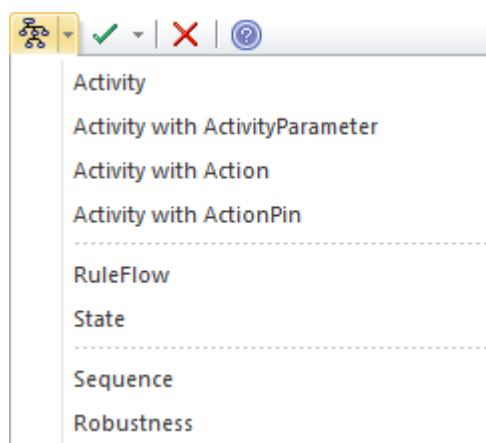 Activity
Activity with ActivityParameter
Activity with Action
Activity with ActionPin
RuleFlow
State
Sequence
Robustness